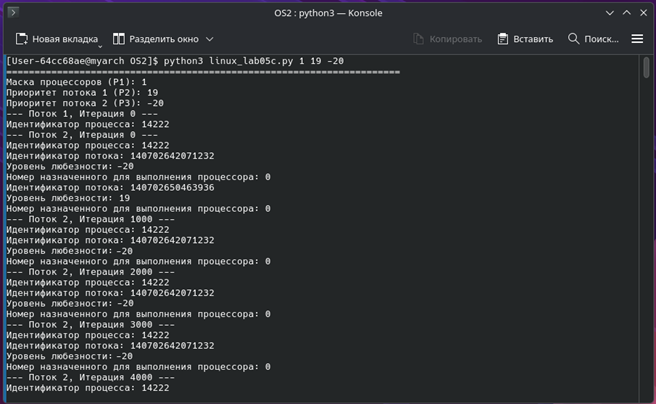 OS2 : python3 — Konsole
Новая вкладка
Разделить окно
Копировать
Вставить
Поиск...
[User-64cc68ae@myarch OS2]$ python3 linux_lab05c.py 1 19 -20
======================================================================
Маска процессоров (P1): 1
Приоритет потока 1 (P2): 19
Приоритет потока 2 (P3): -20
--- Поток 1, Итерация 0 ---
Идентификатор процесса: 14222
--- Поток 2, Итерация 0 ---
Идентификатор процесса: 14222
Идентификатор потока: 140702642071232
Уровень любезности: -20
Номер назначенного для выполнения процессора: 0
Идентификатор потока: 140702650463936
Уровень любезности: 19
Номер назначенного для выполнения процессора: 0
--- Поток 2, Итерация 1000 ---
Идентификатор процесса: 14222
Идентификатор потока: 140702642071232
Уровень любезности: -20
Номер назначенного для выполнения процессора: 0
--- Поток 2, Итерация 2000 ---
Идентификатор процесса: 14222
Идентификатор потока: 140702642071232
Уровень любезности: -20
Номер назначенного для выполнения процессора: 0
--- Поток 2, Итерация 3000 ---
Идентификатор процесса: 14222
Идентификатор потока: 140702642071232
Уровень любезности: -20
Номер назначенного для выполнения процессора: 0
--- Поток 2, Итерация 4000 ---
Идентификатор процесса: 14222